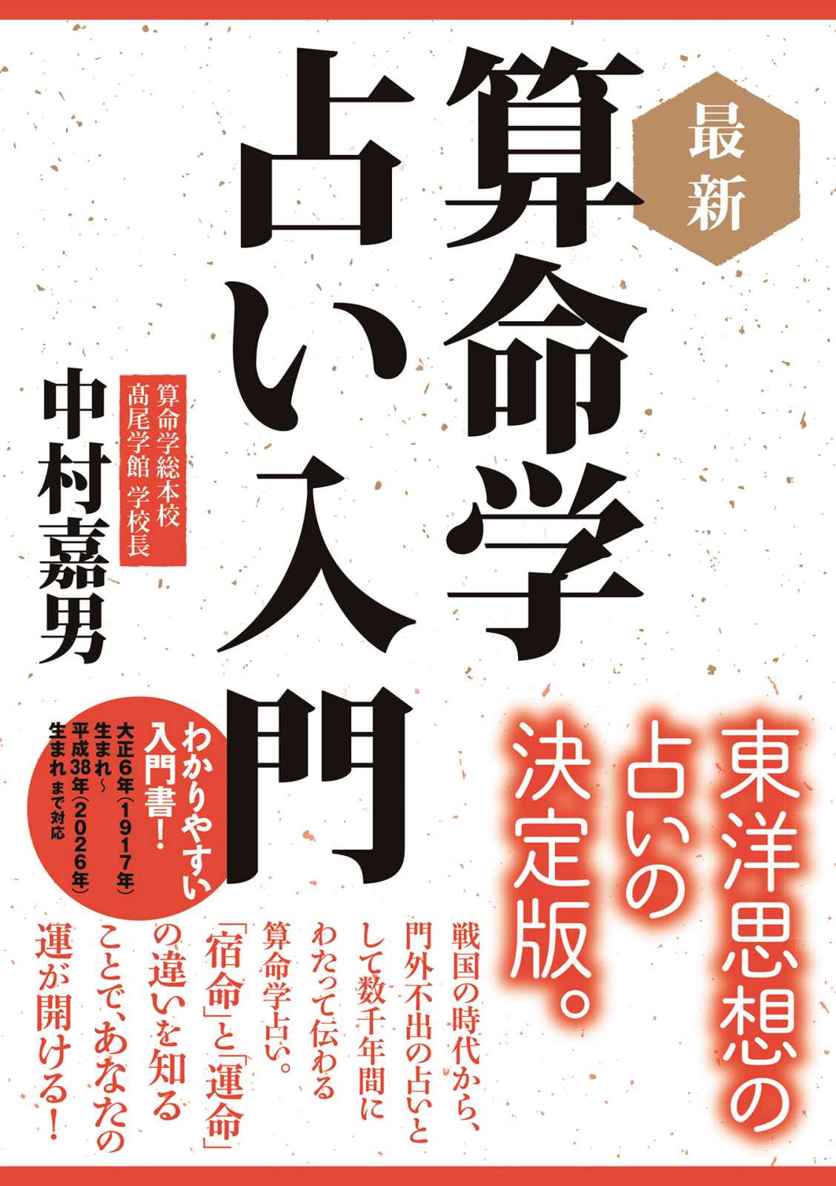 最新
算命学
占い入門
算命学総本校
髙尾学館 学校長
中村嘉男
東洋思想の
占いの
決定版。
わかりやすい
入門書！
大正6年（1917年）
生まれ〜
平成38年（2026年）
生まれ まで対応
戦国の時代から、
門外不出の占いと
して数千年間に
わたって伝わる
算命学占い。
「宿命」と「運命」
の違いを知る
ことで、あなたの
運が開ける！